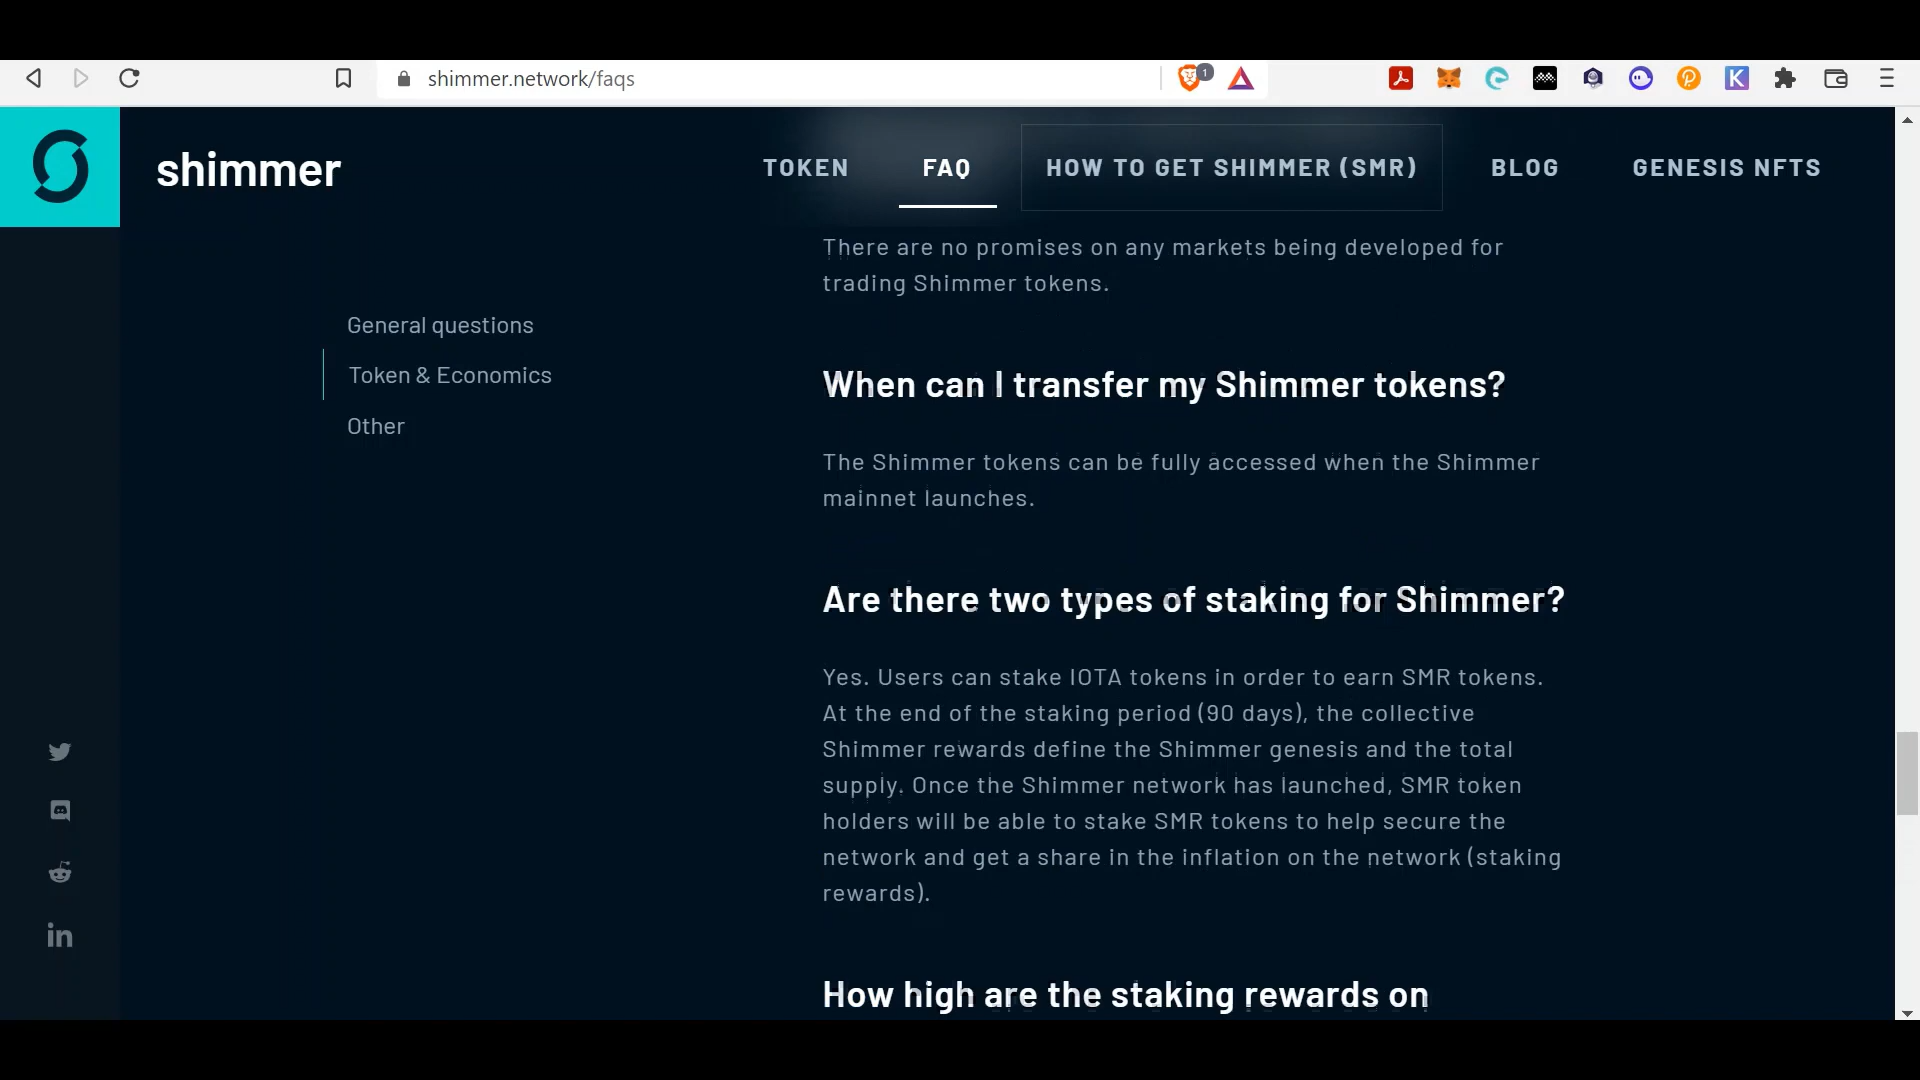 shimmer.network/faqs
1
K
shimmer
TOKEN
FAQ
HOW TO GET SHIMMER (SMR)
BLOG
GENESIS NFTS
General questions
Token & Economics
Other
There are no promises on any markets being developed for
trading Shimmer tokens.
When can I transfer my Shimmer tokens?
The Shimmer tokens can be fully accessed when the Shimmer
mainnet launches.
Are there two types of staking for Shimmer?
Yes. Users can stake IOTA tokens in order to earn SMR tokens.
At the end of the staking period (90 days), the collective
Shimmer rewards define the Shimmer genesis and the total
supply. Once the Shimmer network has launched, SMR token
holders will be able to stake SMR tokens to help secure the
network and get a share in the inflation on the network (staking
rewards).
How high are the staking rewards on
in